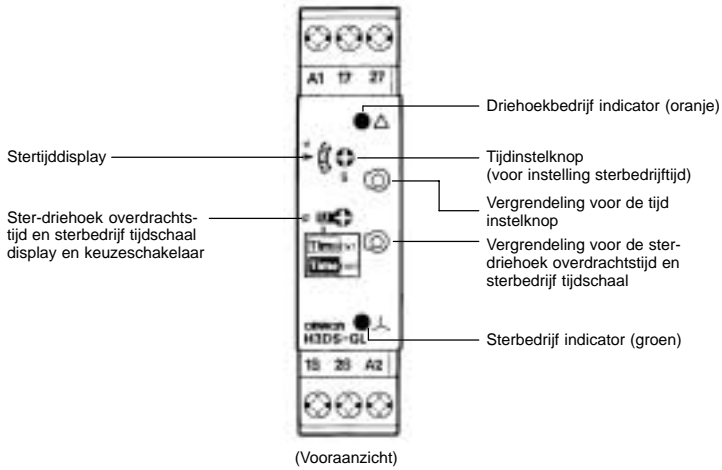 A1 17 27
Driehoekbedrijf indicator (oranje)
Stertijddisplay
Tijdinstelknop
(voor instelling sterbedrijftijd)
Vergrendeling voor de tijd
instelknop
Ster-driehoek overdrachts-
tijd en sterbedrijf tijdschaal
display en keuzeschakelaar
Vergrendeling voor de ster-
driehoek overdrachtstijd en
sterbedrijf tijdschaal
OMRON
H3DS-GL
Sterbedrijf indicator (groen)
18 28 A2
(Vooraanzicht)